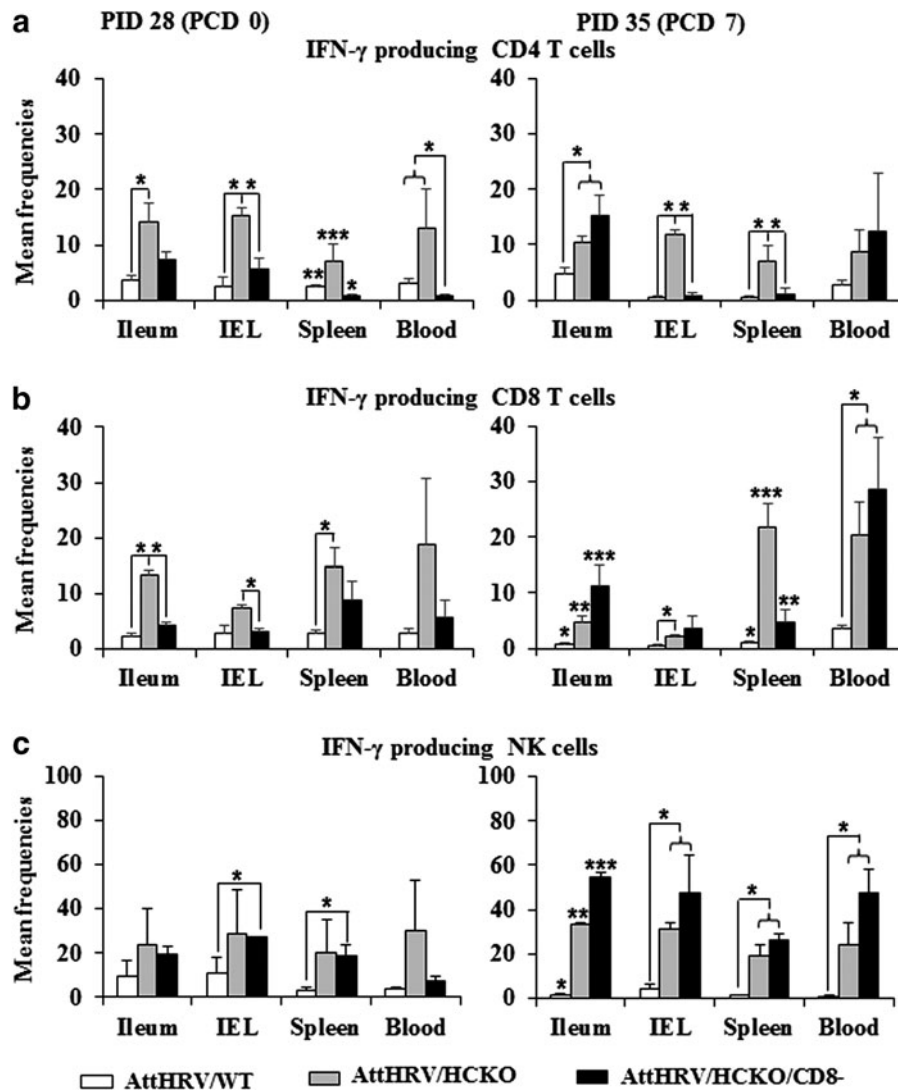 a PID 28 (PCD 0) PID 35 (PCD 7)
IFN-γ producing CD4 T cells
Mean frequencies
40 40
30 30
20 20
10 10
0 0
* ** ** *** * * * ** **
Ileum IEL Spleen Blood Ileum IEL Spleen Blood
b IFN-γ producing CD8 T cells
Mean frequencies
40 40
30 30
20 20
10 10
0 0
** * * * ** *** * * *** ** *
Ileum IEL Spleen Blood Ileum IEL Spleen Blood
c IFN-γ producing NK cells
Mean frequencies
100 100
80 80
60 60
40 40
20 20
0 0
* * * ** *** * * *
Ileum IEL Spleen Blood Ileum IEL Spleen Blood
AttHRV/WT AttHRV/HCKO AttHRV/HCKO/CD8-